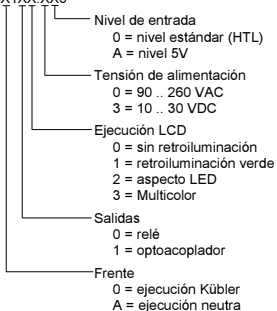 Nivel de entrada
0 = nivel estándar (HTL)
A = nivel 5V
Tensión de alimentación
0 = 90 .. 260 VAC
3 = 10 .. 30 VDC
Ejecución LCD
0 = sin retroiluminación
1 = retroiluminación verde
2 = aspecto LED
3 = Multicolor
Salidas
0 = relé
1 = optoacoplador
Frente
0 = ejecución Kübler
A = ejecución neutra